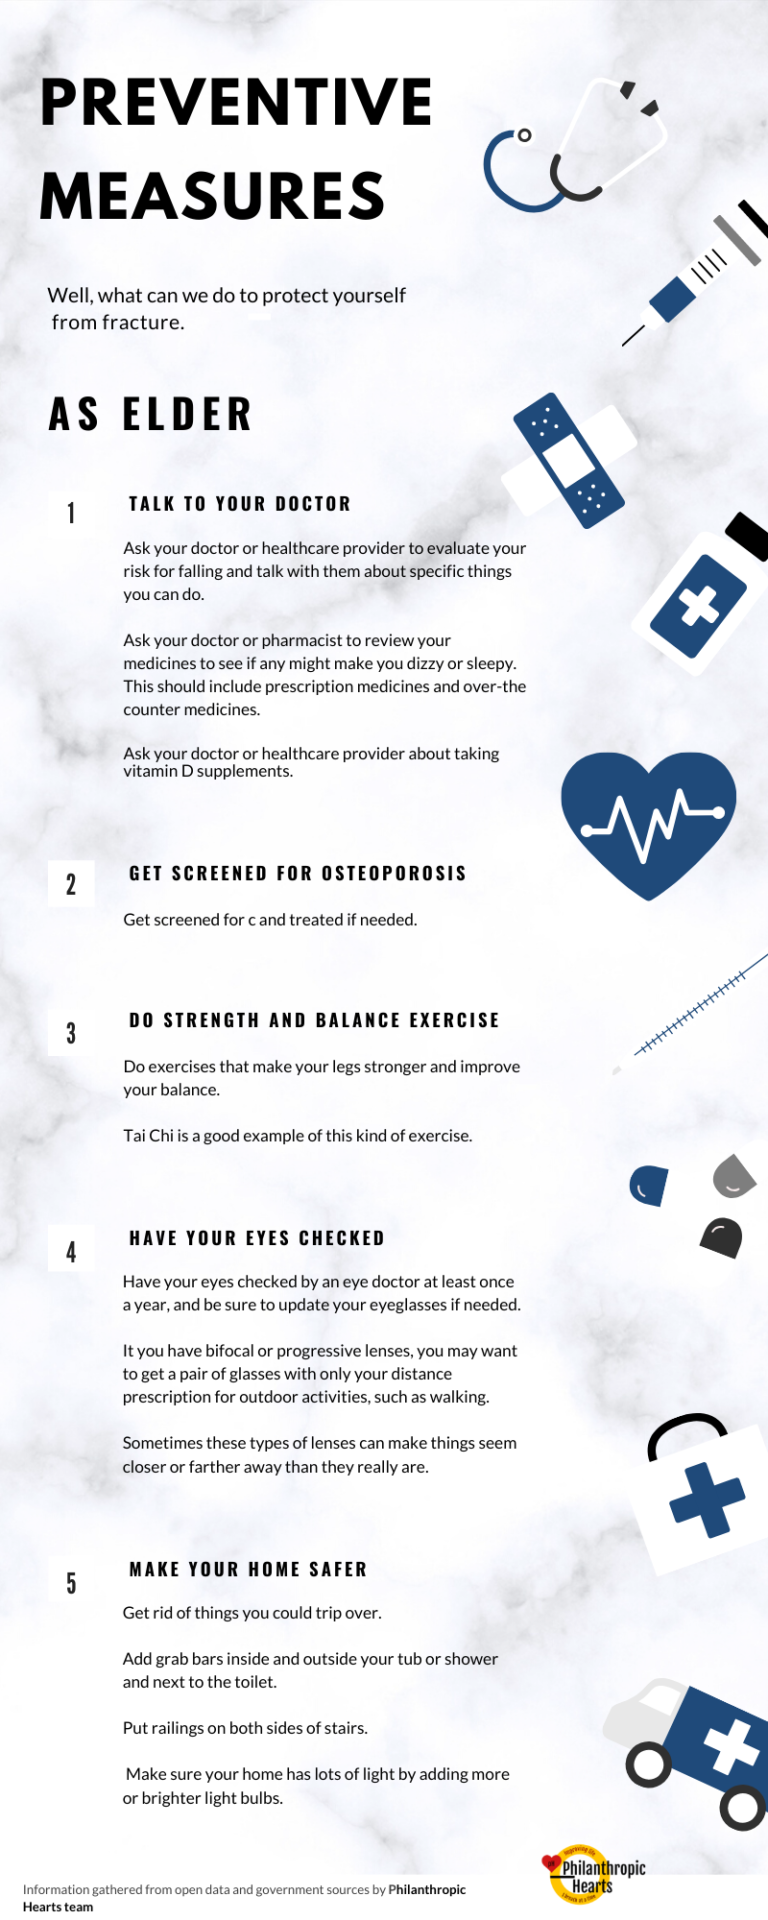 PREVENTIVE
MEASURES
Well, what can we do to protect yourself
from fracture.
AS ELDER
1
TALK TO YOUR DOCTOR
Ask your doctor or healthcare provider to evaluate your
risk for falling and talk with them about specific things
you can do.
Ask your doctor or pharmacist to review your
medicines to see if any might make you dizzy or sleepy.
This should include prescription medicines and over-the
counter medicines.
Ask your doctor or healthcare provider about taking
vitamin D supplements.
2
GET SCREENED FOR OSTEOPOROSIS
Get screened for c and treated if needed.
3
DO STRENGTH AND BALANCE EXERCISE
Do exercises that make your legs stronger and improve
your balance.
Tai Chi is a good example of this kind of exercise.
4
HAVE YOUR EYES CHECKED
Have your eyes checked by an eye doctor at least once
a year, and be sure to update your eyeglasses if needed.
It you have bifocal or progressive lenses, you may want
to get a pair of glasses with only your distance
prescription for outdoor activities, such as walking.
Sometimes these types of lenses can make things seem
closer or farther away than they really are.
5
MAKE YOUR HOME SAFER
Get rid of things you could trip over.
Add grab bars inside and outside your tub or shower
and next to the toilet.
Put railings on both sides of stairs.
Make sure your home has lots of light by adding more
or brighter light bulbs.
Philanthropic
Hearts
Information gathered from open data and government sources by Philanthropic
Hearts team